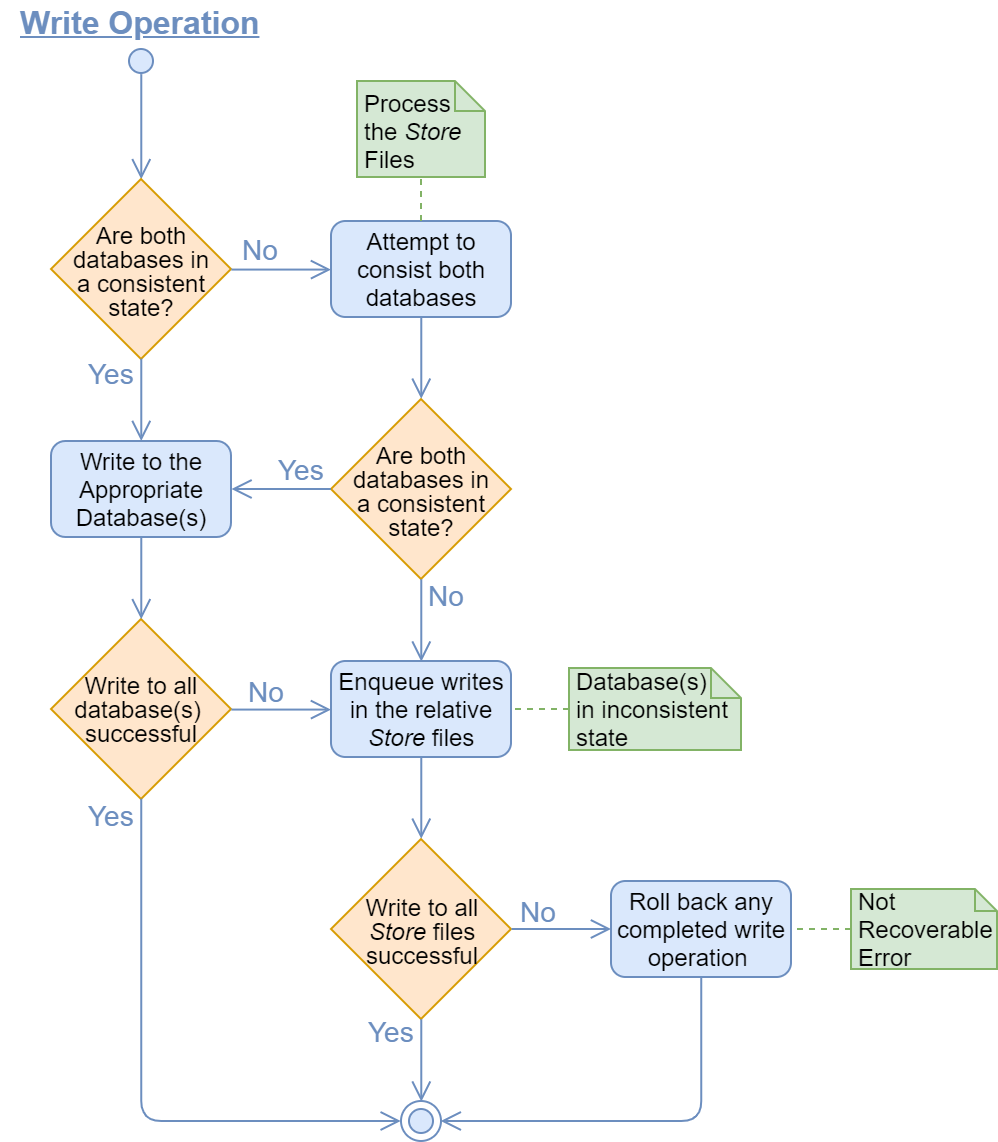 Write Operation
Process
the Store
Files
Are both
databases in
a consistent
state?
No
Attempt to
consist both
databases
Yes
Write to the
Appropriate
Database(s)
Yes
Are both
databases in
a consistent
state?
No
Write to all
database(s)
successful
No
Enqueue writes
in the relative
Store files
Database(s)
in inconsistent
state
Yes
Write to all
Store files
successful
No
Roll back any
completed write
operation
Not
Recoverable
Error
Yes